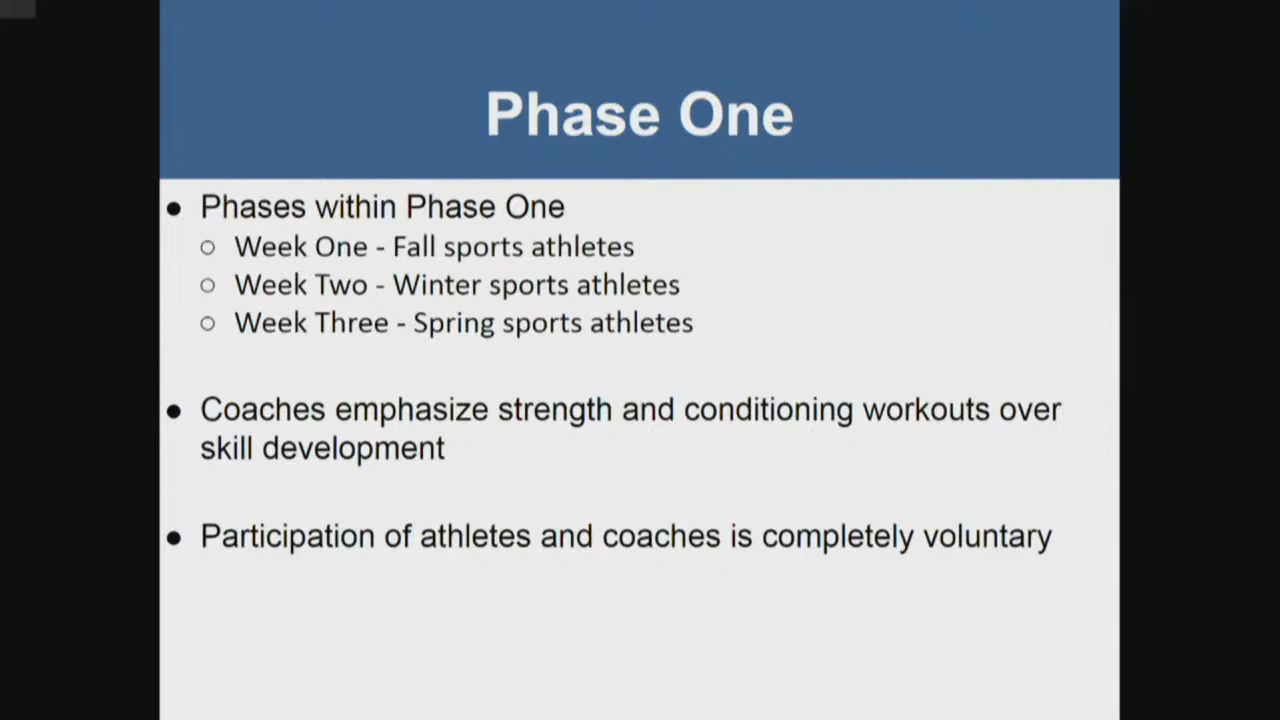 Phase One
● Phases within Phase One
○ Week One - Fall sports athletes
○ Week Two - Winter sports athletes
○ Week Three - Spring sports athletes
● Coaches emphasize strength and conditioning workouts over
skill development
● Participation of athletes and coaches is completely voluntary